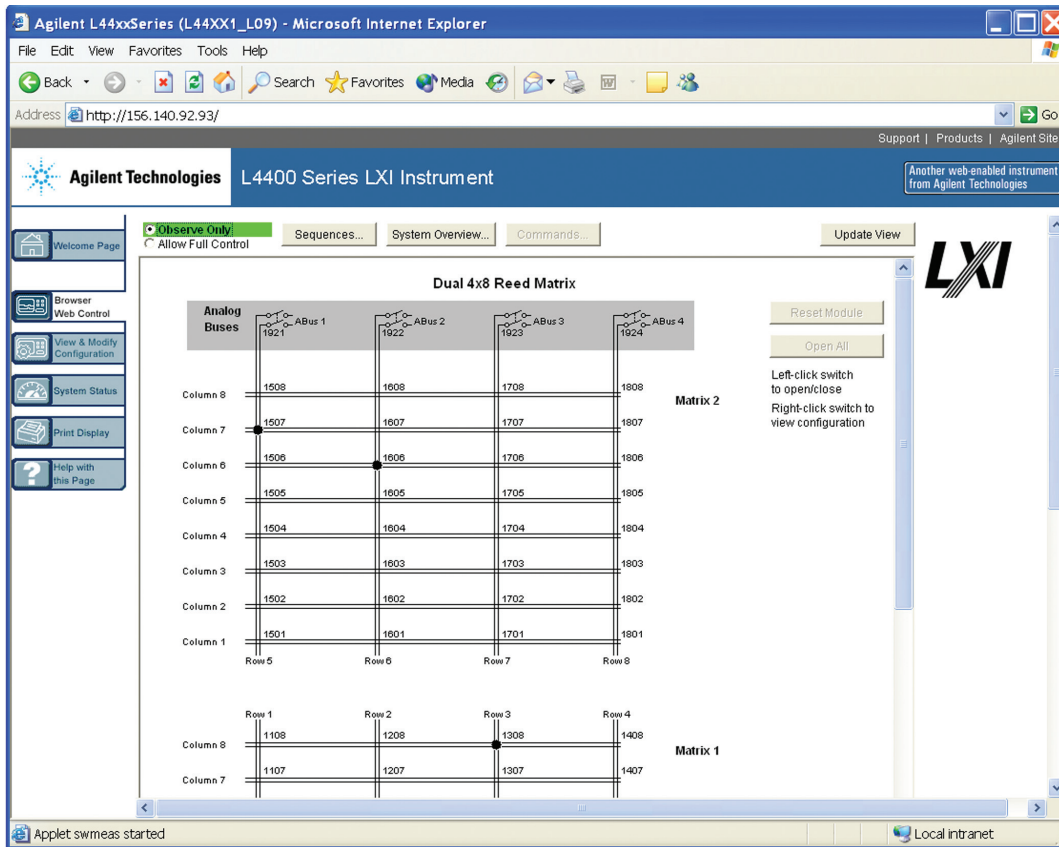 Agilent L44xxSeries (L44XX1_L09) - Microsoft Internet Explorer
File Edit View Favorites Tools Help
Back Search Favorites Media
Address http://156.140.92.93/ Go
Support | Products | Agilent Site
Agilent Technologies L4400 Series LXI Instrument
Another web-enabled instrument
from Agilent Technologies
Welcome Page
Browser
Web Control
View & Modify
Configuration
System Status
Print Display
Help with
this Page
Observe Only
Allow Full Control
Sequences... System Overview... Commands... Update View
LXI
Dual 4x8 Reed Matrix
Analog
Buses
ABus 1 ABus 2 ABus 3 ABus 4
1921 1922 1923 1924
Reset Module
Open All
Left-click switch
to open/close
Right-click switch to
view configuration
Matrix 2
Column 8 1508 1608 1708 1808
Column 7 1507 1607 1707 1807
Column 6 1506 1606 1706 1806
Column 5 1505 1605 1705 1805
Column 4 1504 1604 1704 1804
Column 3 1503 1603 1703 1803
Column 2 1502 1602 1702 1802
Column 1 1501 1601 1701 1801
Row 5 Row 6 Row 7 Row 8
Row 1 Row 2 Row 3 Row 4
Column 8 1108 1208 1308 1408
Matrix 1
Column 7 1107 1207 1307 1407
Applet swmeas started
Local intranet